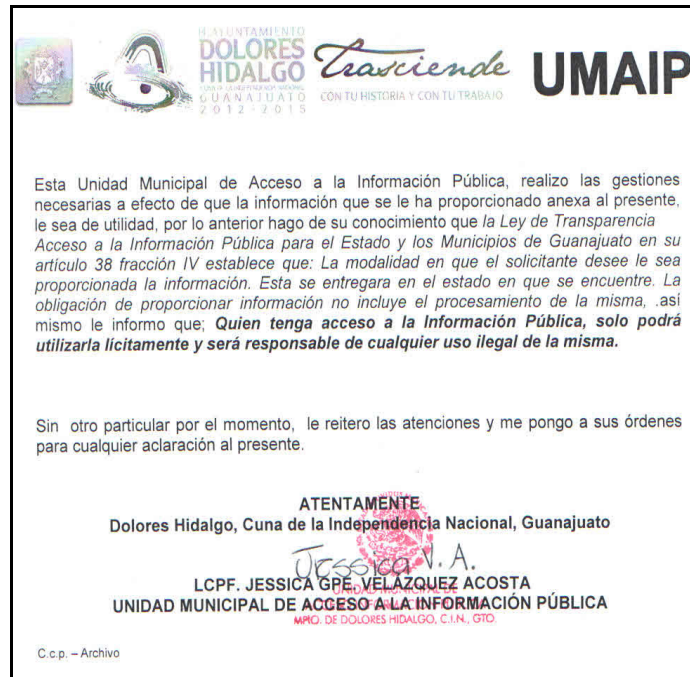 H. AYUNTAMIENTO
DOLORES
HIDALGO
CUNA DE LA INDEPENDENCIA NACIONAL
GUANAJUATO
2012-2015
Trasciende
CON TU HISTORIA Y CON TU TRABAJO
UMAIP
Esta Unidad Municipal de Acceso a la Información Pública, realizo las gestiones
necesarias a efecto de que la información que se le ha proporcionado anexa al presente,
le sea de utilidad, por lo anterior hago de su conocimiento que la Ley de Transparencia
Acceso a la Información Pública para el Estado y los Municipios de Guanajuato en su
artículo 38 fracción IV establece que: La modalidad en que el solicitante desee le sea
proporcionada la información. Esta se entregara en el estado en que se encuentre. La
obligación de proporcionar información no incluye el procesamiento de la misma, .así
mismo le informo que; Quien tenga acceso a la Información Pública, solo podrá
utilizarla lícitamente y será responsable de cualquier uso ilegal de la misma.
Sin otro particular por el momento, le reitero las atenciones y me pongo a sus órdenes
para cualquier aclaración al presente.
ATENTAMENTE
Dolores Hidalgo, Cuna de la Independencia Nacional, Guanajuato
Jessica V. A.
LCPF. JESSICA GPE. VELÁZQUEZ ACOSTA
UNIDAD MUNICIPAL DE
UNIDAD MUNICIPAL DE ACCESO A LA INFORMACIÓN PÚBLICA
MPIO. DE DOLORES HIDALGO, C.I.N., GTO.
C.c.p. – Archivo